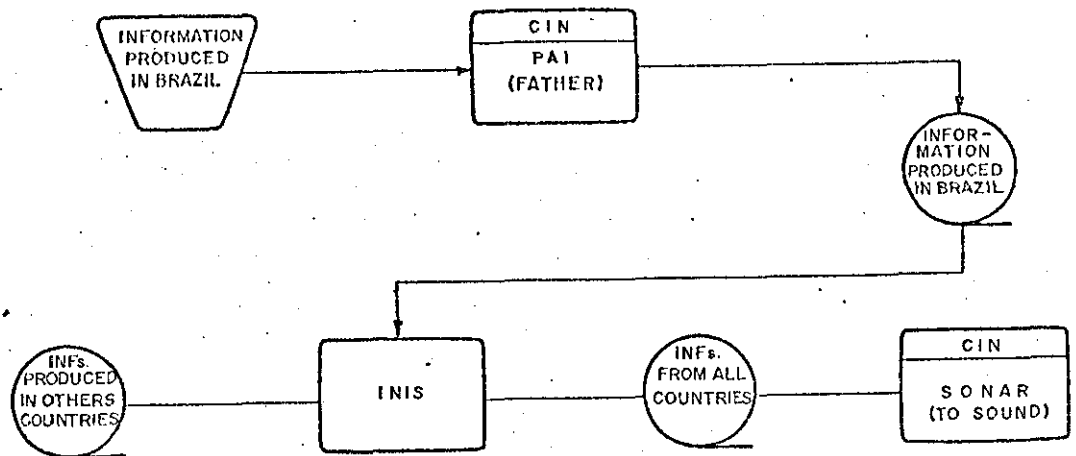 INFORMATION
PRODUCED
IN BRAZIL
CIN
PAI
(FATHER)
INFOR-
MATION
PRODUCED
IN BRAZIL
INFs.
PRODUCED
IN OTHERS
COUNTRIES
INIS
INFs.
FROM ALL
COUNTRIES
CIN
SONAR
(TO SOUND)